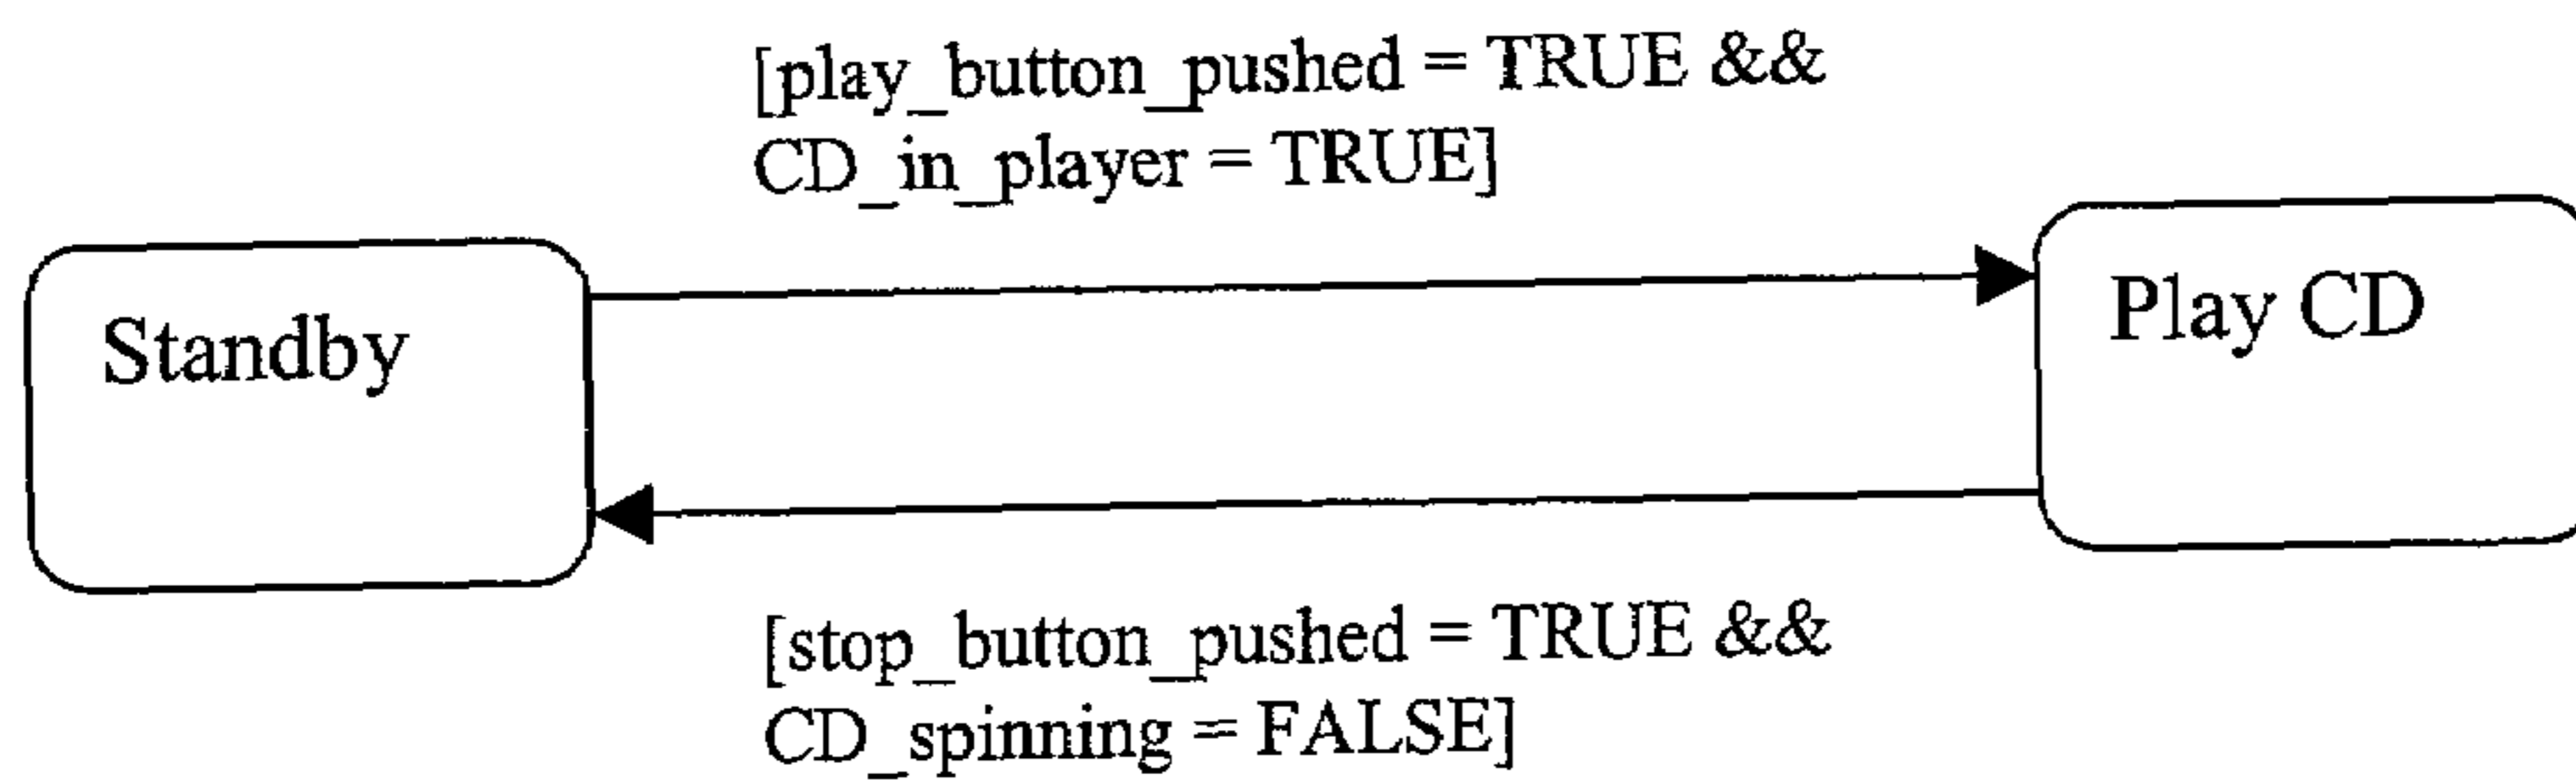 [play_button_pushed = TRUE &&
CD_in_player = TRUE]
Standby
Play CD
[stop_button_pushed = TRUE &&
CD_spinning = FALSE]